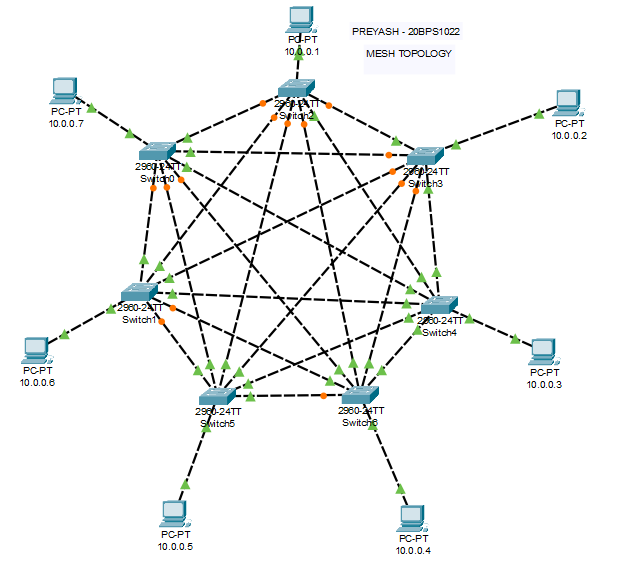 PC-PT
10.0.0.1
PREYASH - 20BPS1022
MESH TOPOLOGY
2960-24TT
Switch2
PC-PT
10.0.0.7
PC-PT
10.0.0.2
2960-24TT
Switch0
2960-24TT
Switch3
2960-24TT
Switch1
2960-24TT
Switch4
PC-PT
10.0.0.6
PC-PT
10.0.0.3
2960-24TT
Switch5
2960-24TT
Switch6
PC-PT
10.0.0.5
PC-PT
10.0.0.4